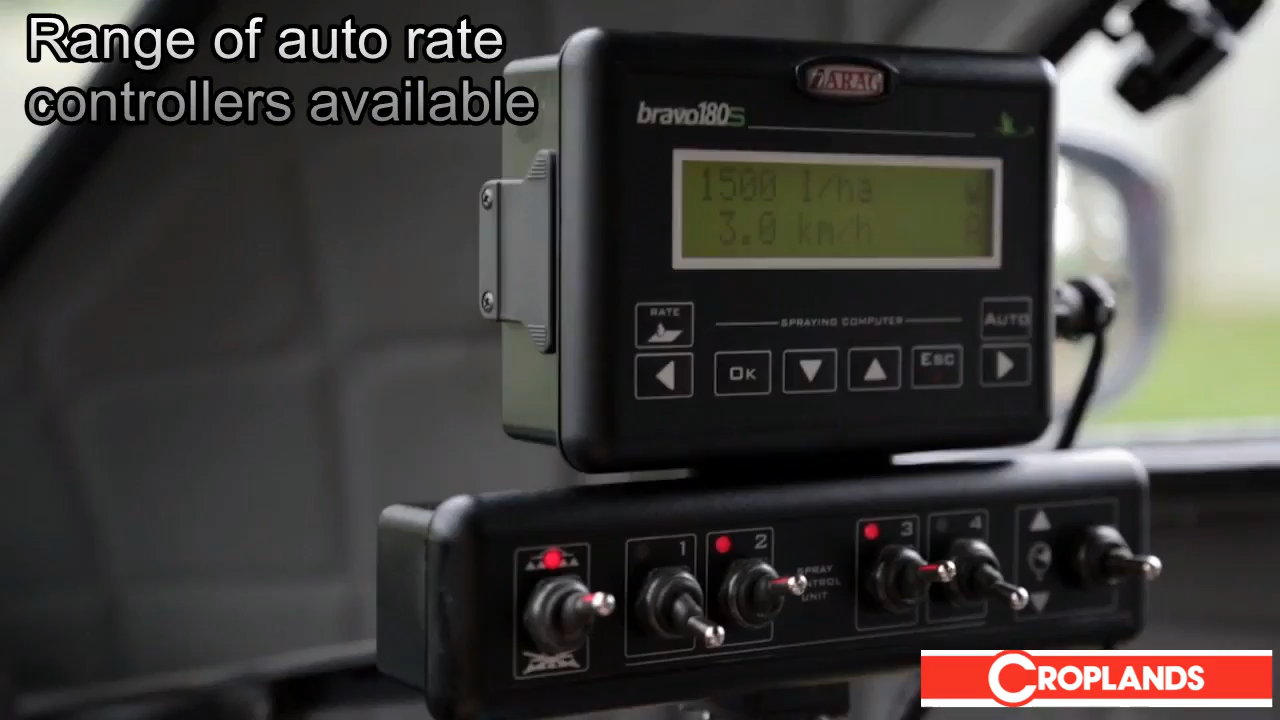 Range of auto rate
controllers available
ARAG
bravo180S
1500 l/ha
3.0 km/h
RATE
SPRAYING COMPUTER
AUTO
OK
ESC
1
2
SPRAY
CONTROL
UNIT
3
4
CROPLANDS